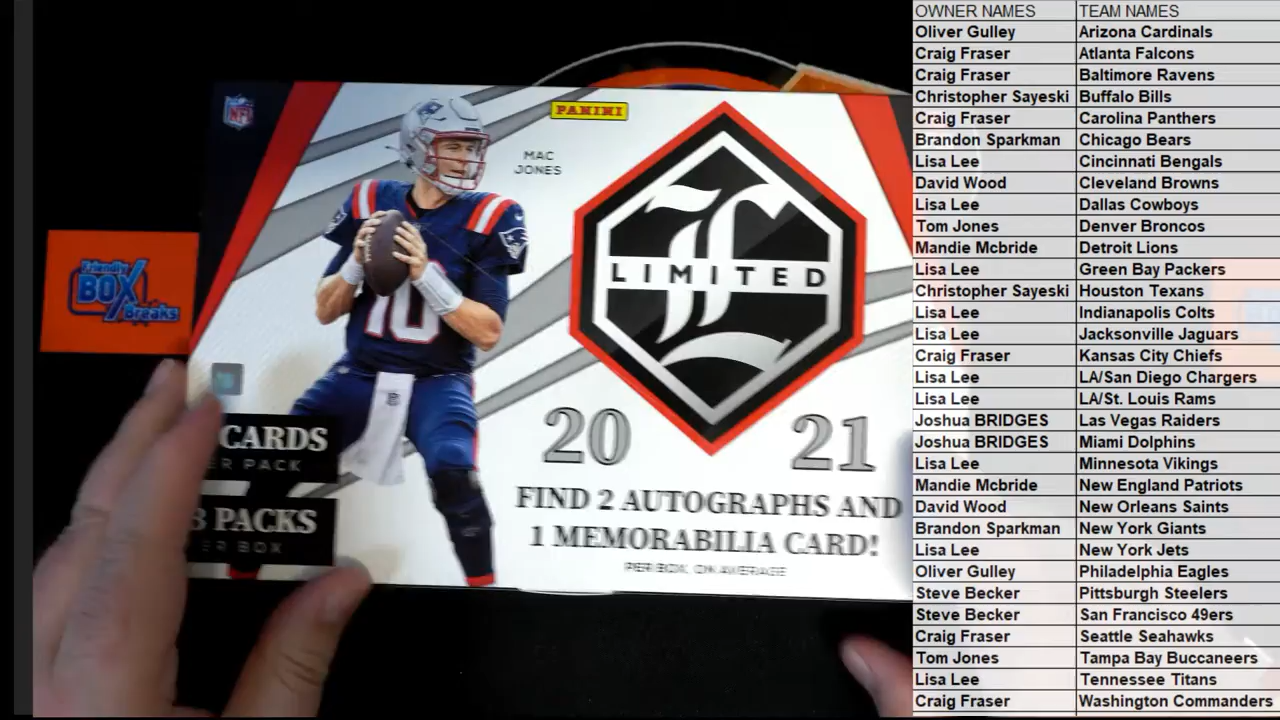 NFL
PANINI
MAC
JONES
LIMITED
Friendly
BOX
Breaks
10
20 21
CARDS
ER PACK
3 PACKS
ER BOX
FIND 2 AUTOGRAPHS AND
1 MEMORABILIA CARD!
PER BOX, ON AVERAGE
OWNER NAMES TEAM NAMES
Oliver Gulley Arizona Cardinals
Craig Fraser Atlanta Falcons
Craig Fraser Baltimore Ravens
Christopher Sayeski Buffalo Bills
Craig Fraser Carolina Panthers
Brandon Sparkman Chicago Bears
Lisa Lee Cincinnati Bengals
David Wood Cleveland Browns
Lisa Lee Dallas Cowboys
Tom Jones Denver Broncos
Mandie Mcbride Detroit Lions
Lisa Lee Green Bay Packers
Christopher Sayeski Houston Texans
Lisa Lee Indianapolis Colts
Lisa Lee Jacksonville Jaguars
Craig Fraser Kansas City Chiefs
Lisa Lee LA/San Diego Chargers
Lisa Lee LA/St. Louis Rams
Joshua BRIDGES Las Vegas Raiders
Joshua BRIDGES Miami Dolphins
Lisa Lee Minnesota Vikings
Mandie Mcbride New England Patriots
David Wood New Orleans Saints
Brandon Sparkman New York Giants
Lisa Lee New York Jets
Oliver Gulley Philadelphia Eagles
Steve Becker Pittsburgh Steelers
Steve Becker San Francisco 49ers
Craig Fraser Seattle Seahawks
Tom Jones Tampa Bay Buccaneers
Lisa Lee Tennessee Titans
Craig Fraser Washington Commanders